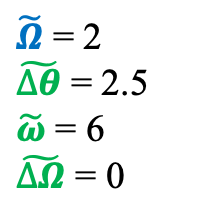 Ω̃ = 2
Δθ̃ = 2.5
ω̃ = 6
ΔΩ̃ = 0